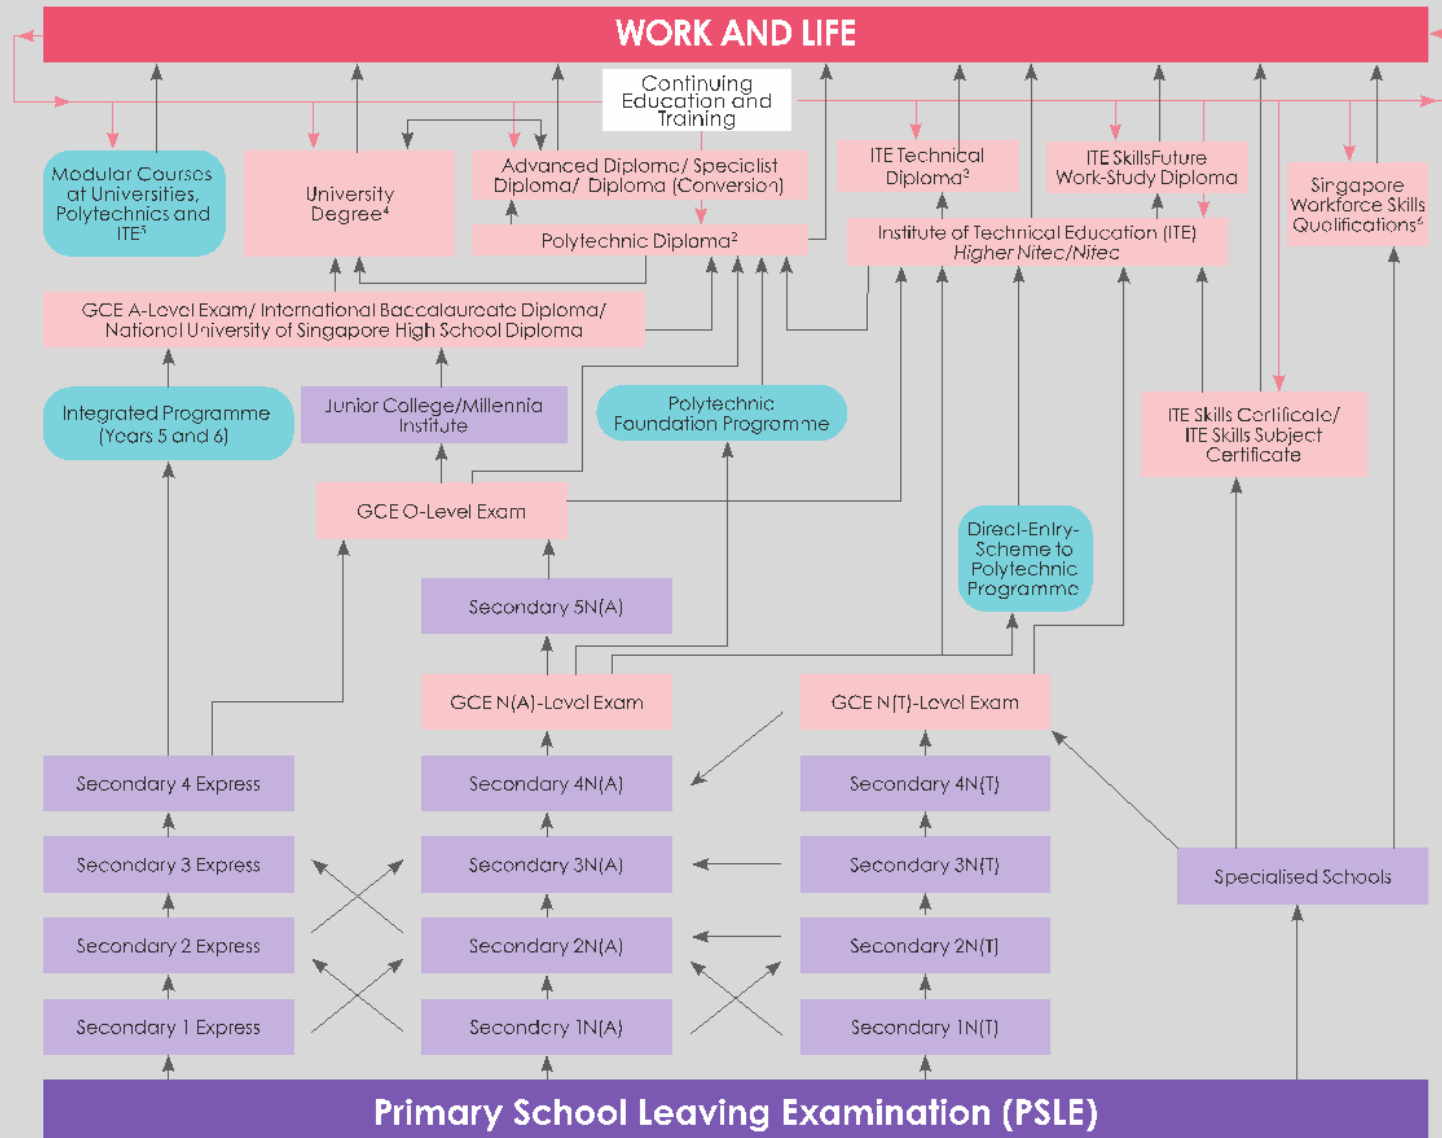 WORK AND LIFE
Continuing
Education and
Training
Modular Courses
at Universities,
Polytechnics and
ITE⁵
University
Degree⁴
Advanced Diploma/ Specialist
Diploma/ Diploma (Conversion)
Polytechnic Diploma²
ITE Technical
Diploma³
ITE SkillsFuture
Work-Study Diploma
Institute of Technical Education (ITE)
Higher Nitec/Nitec
Singapore
Workforce Skills
Qualifications⁶
GCE A-Level Exam/ International Baccalaureate Diploma/
National University of Singapore High School Diploma
Integrated Programme
(Years 5 and 6)
Junior College/Millennia
Institute
Polytechnic
Foundation Programme
ITE Skills Certificate/
ITE Skills Subject
Certificate
GCE O-Level Exam
Direct-Entry-
Scheme to
Polytechnic
Programme
Secondary 5N(A)
GCE N(A)-Level Exam
GCE N(T)-Level Exam
Secondary 4 Express
Secondary 4N(A)
Secondary 4N(T)
Secondary 3 Express
Secondary 3N(A)
Secondary 3N(T)
Specialised Schools
Secondary 2 Express
Secondary 2N(A)
Secondary 2N(T)
Secondary 1 Express
Secondary 1N(A)
Secondary 1N(T)
Primary School Leaving Examination (PSLE)